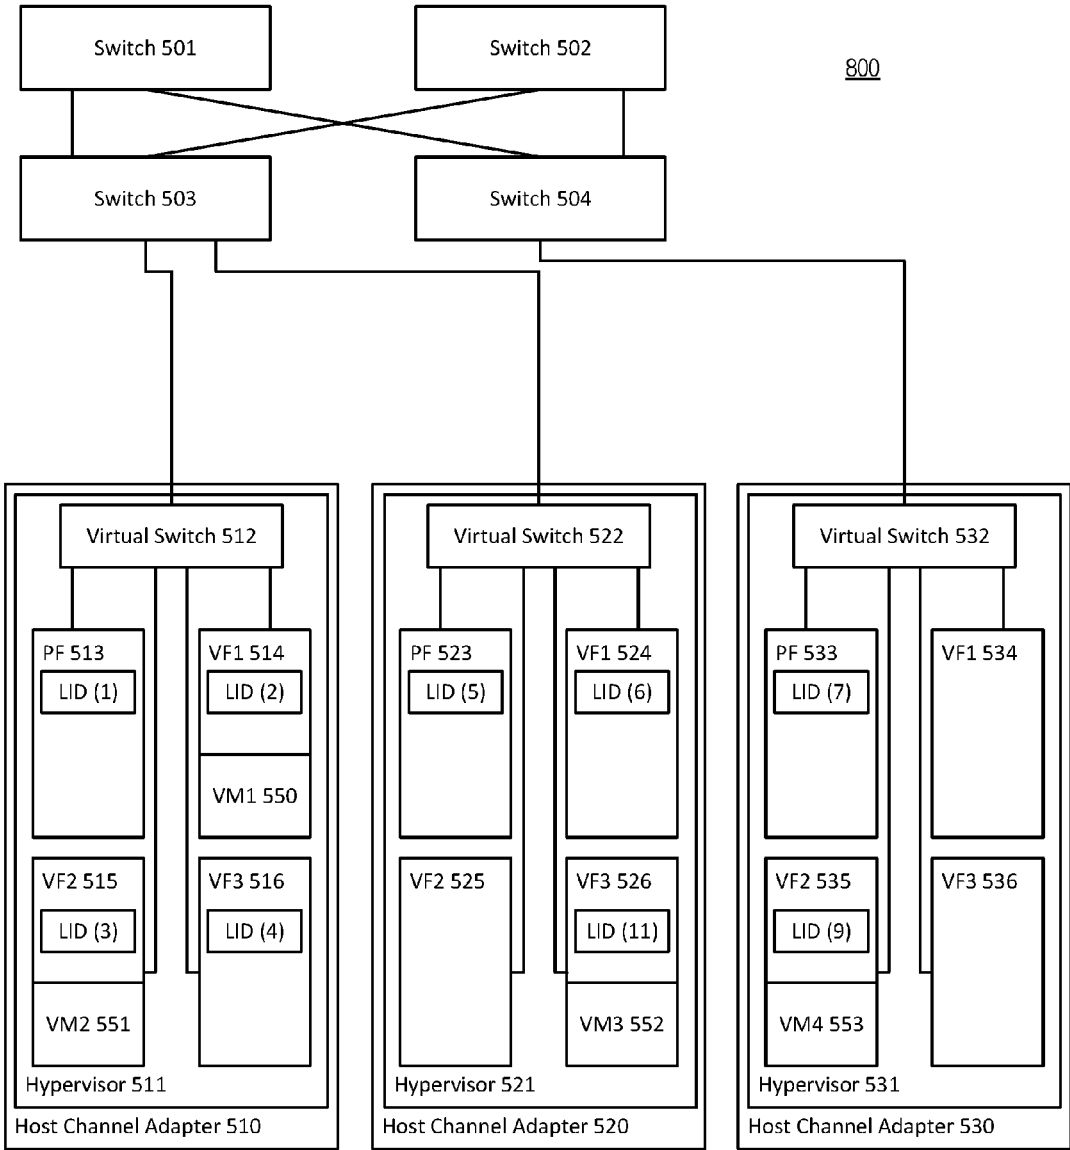 Switch 501
Switch 502
800
Switch 503
Switch 504
Virtual Switch 512
Virtual Switch 522
Virtual Switch 532
PF 513
LID (1)
VF1 514
LID (2)
VM1 550
VF2 515
LID (3)
VM2 551
VF3 516
LID (4)
Hypervisor 511
Host Channel Adapter 510
PF 523
LID (5)
VF1 524
LID (6)
VF2 525
VF3 526
LID (11)
VM3 552
Hypervisor 521
Host Channel Adapter 520
PF 533
LID (7)
VF1 534
VF2 535
LID (9)
VM4 553
VF3 536
Hypervisor 531
Host Channel Adapter 530